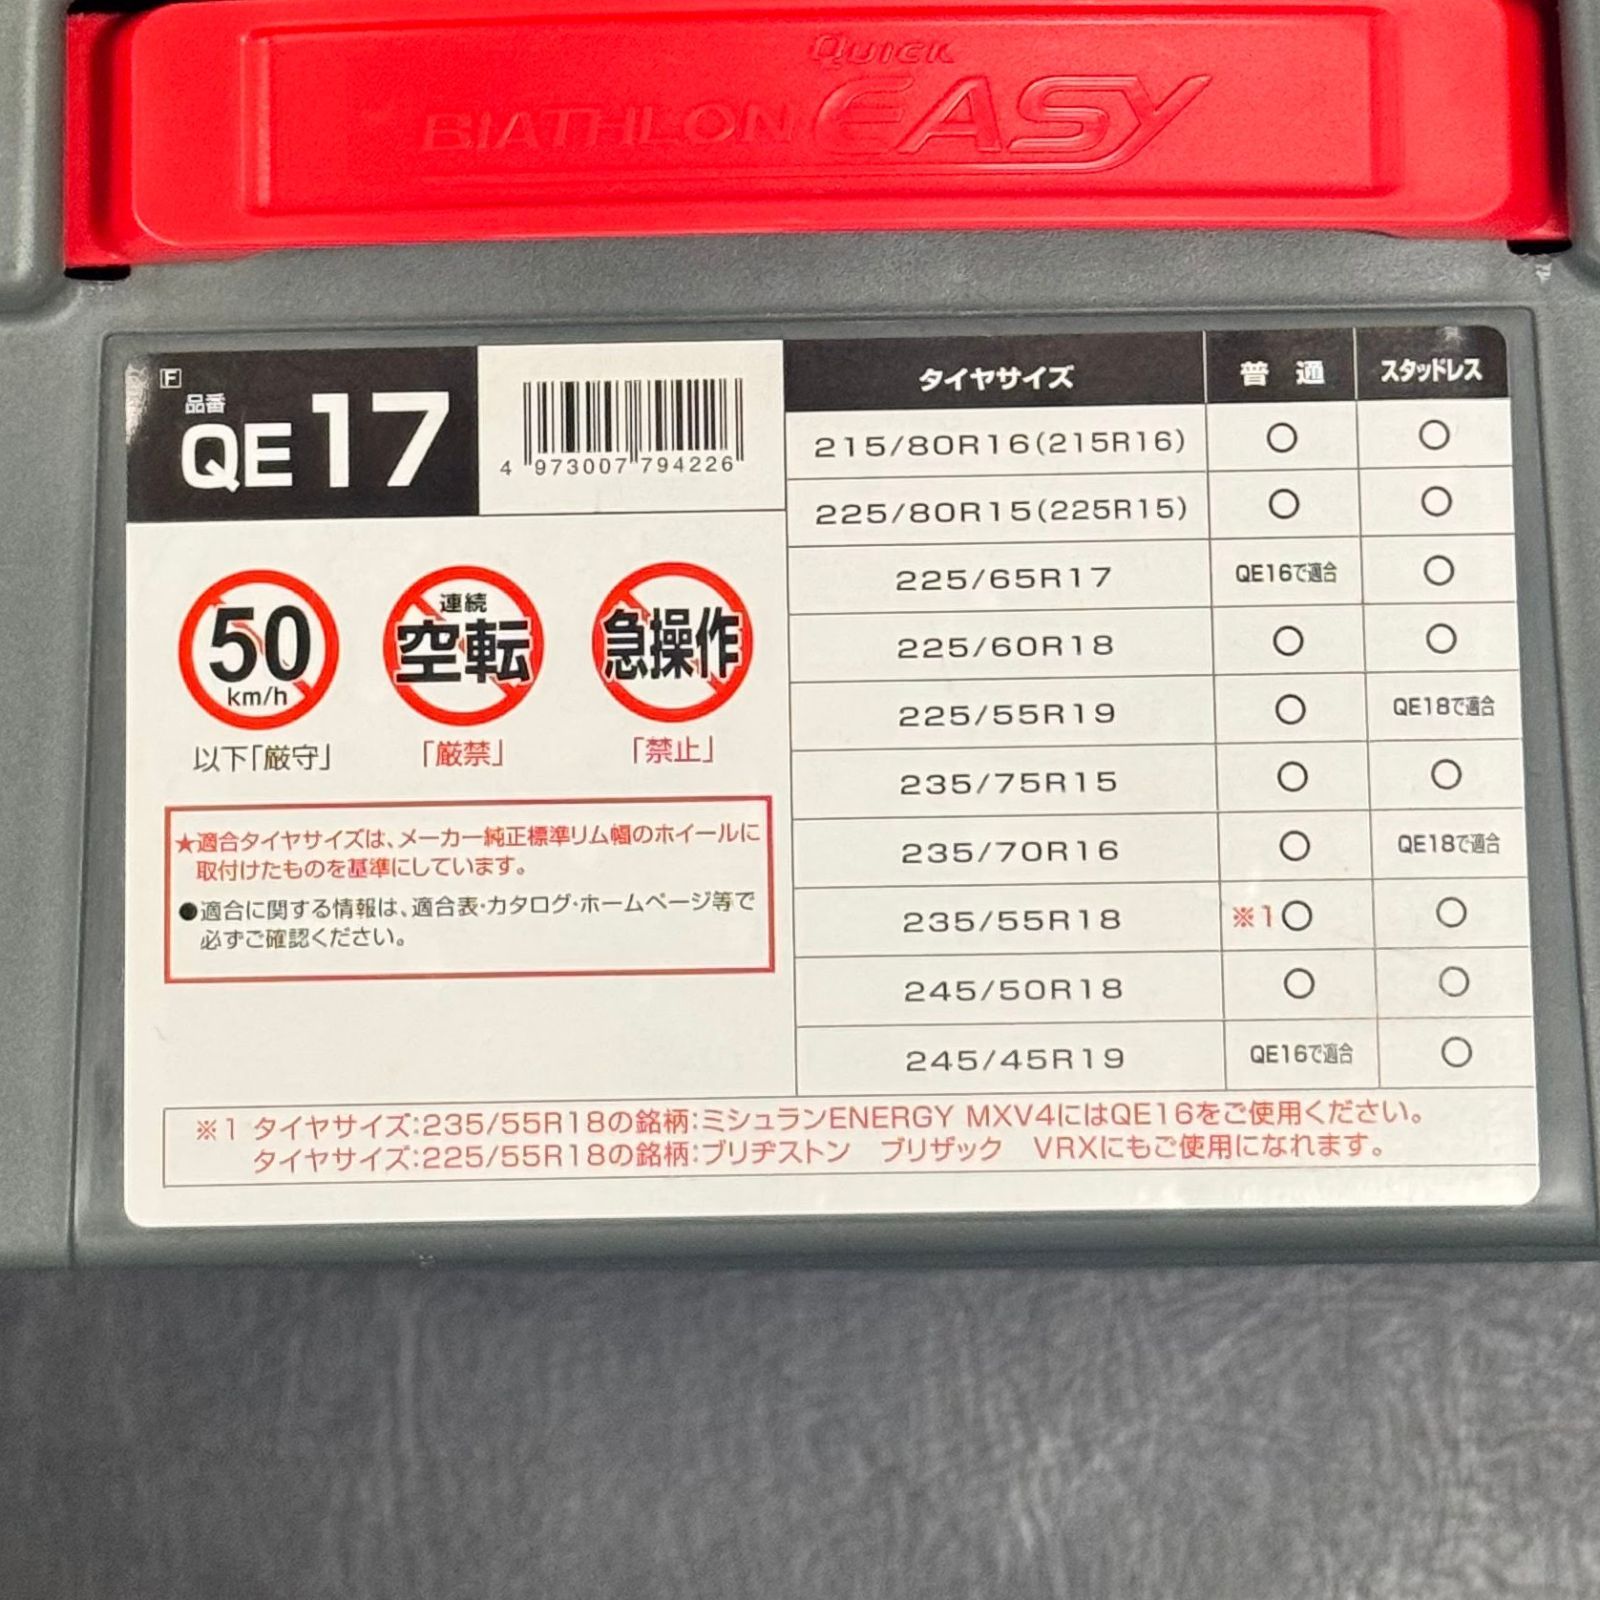 Quick
BIATHLON EASY
F
品番
QE17
4 973007 794226
50
km/h
以下「厳守」
連続
空転
「厳禁」
急操作
「禁止」
★適合タイヤサイズは、メーカー純正標準リム幅のホイールに
取付けたものを基準にしています。
●適合に関する情報は、適合表・カタログ・ホームページ等で
必ずご確認ください。
タイヤサイズ 普通 スタッドレス
215/80R16(215R16) ○ ○
225/80R15(225R15) ○ ○
225/65R17 QE16で適合 ○
225/60R18 ○ ○
225/55R19 ○ QE18で適合
235/75R15 ○ ○
235/70R16 ○ QE18で適合
235/55R18 ※1○ ○
245/50R18 ○ ○
245/45R19 QE16で適合 ○
※1 タイヤサイズ:235/55R18の銘柄:ミシュランENERGY MXV4にはQE16をご使用ください。
タイヤサイズ:225/55R18の銘柄:ブリヂストン ブリザック VRXにもご使用になれます。